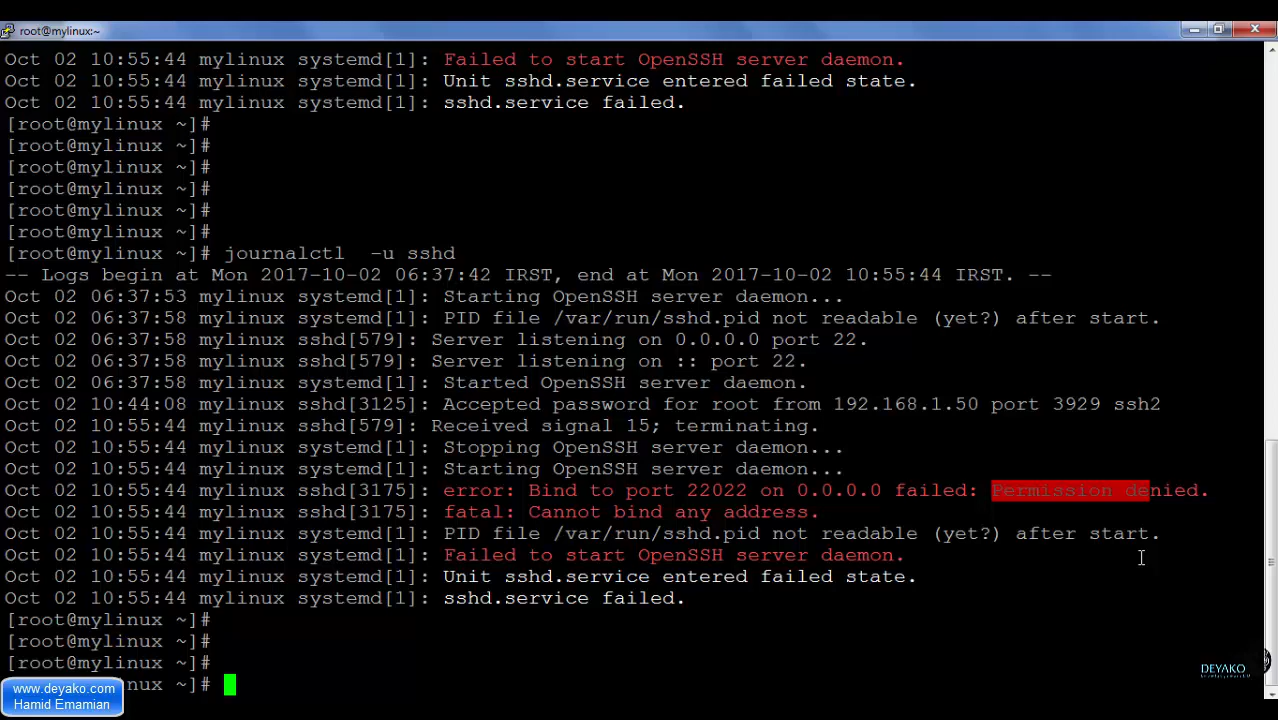 root@mylinux:~
Oct 02 10:55:44 mylinux systemd[1]: Failed to start OpenSSH server daemon.
Oct 02 10:55:44 mylinux systemd[1]: Unit sshd.service entered failed state.
Oct 02 10:55:44 mylinux systemd[1]: sshd.service failed.
[root@mylinux ~]#
[root@mylinux ~]#
[root@mylinux ~]#
[root@mylinux ~]#
[root@mylinux ~]#
[root@mylinux ~]#
[root@mylinux ~]# journalctl  -u sshd
-- Logs begin at Mon 2017-10-02 06:37:42 IRST, end at Mon 2017-10-02 10:55:44 IRST. --
Oct 02 06:37:53 mylinux systemd[1]: Starting OpenSSH server daemon...
Oct 02 06:37:58 mylinux systemd[1]: PID file /var/run/sshd.pid not readable (yet?) after start.
Oct 02 06:37:58 mylinux sshd[579]: Server listening on 0.0.0.0 port 22.
Oct 02 06:37:58 mylinux sshd[579]: Server listening on :: port 22.
Oct 02 06:37:58 mylinux systemd[1]: Started OpenSSH server daemon.
Oct 02 10:44:08 mylinux sshd[3125]: Accepted password for root from 192.168.1.50 port 3929 ssh2
Oct 02 10:55:44 mylinux sshd[579]: Received signal 15; terminating.
Oct 02 10:55:44 mylinux systemd[1]: Stopping OpenSSH server daemon...
Oct 02 10:55:44 mylinux systemd[1]: Starting OpenSSH server daemon...
Oct 02 10:55:44 mylinux sshd[3175]: error: Bind to port 22022 on 0.0.0.0 failed: Permission denied.
Oct 02 10:55:44 mylinux sshd[3175]: fatal: Cannot bind any address.
Oct 02 10:55:44 mylinux systemd[1]: PID file /var/run/sshd.pid not readable (yet?) after start.
Oct 02 10:55:44 mylinux systemd[1]: Failed to start OpenSSH server daemon.
Oct 02 10:55:44 mylinux systemd[1]: Unit sshd.service entered failed state.
Oct 02 10:55:44 mylinux systemd[1]: sshd.service failed.
[root@mylinux ~]#
[root@mylinux ~]#
[root@mylinux ~]#
nux ~]#
www.deyako.com
Hamid Emamian
DEYAKO